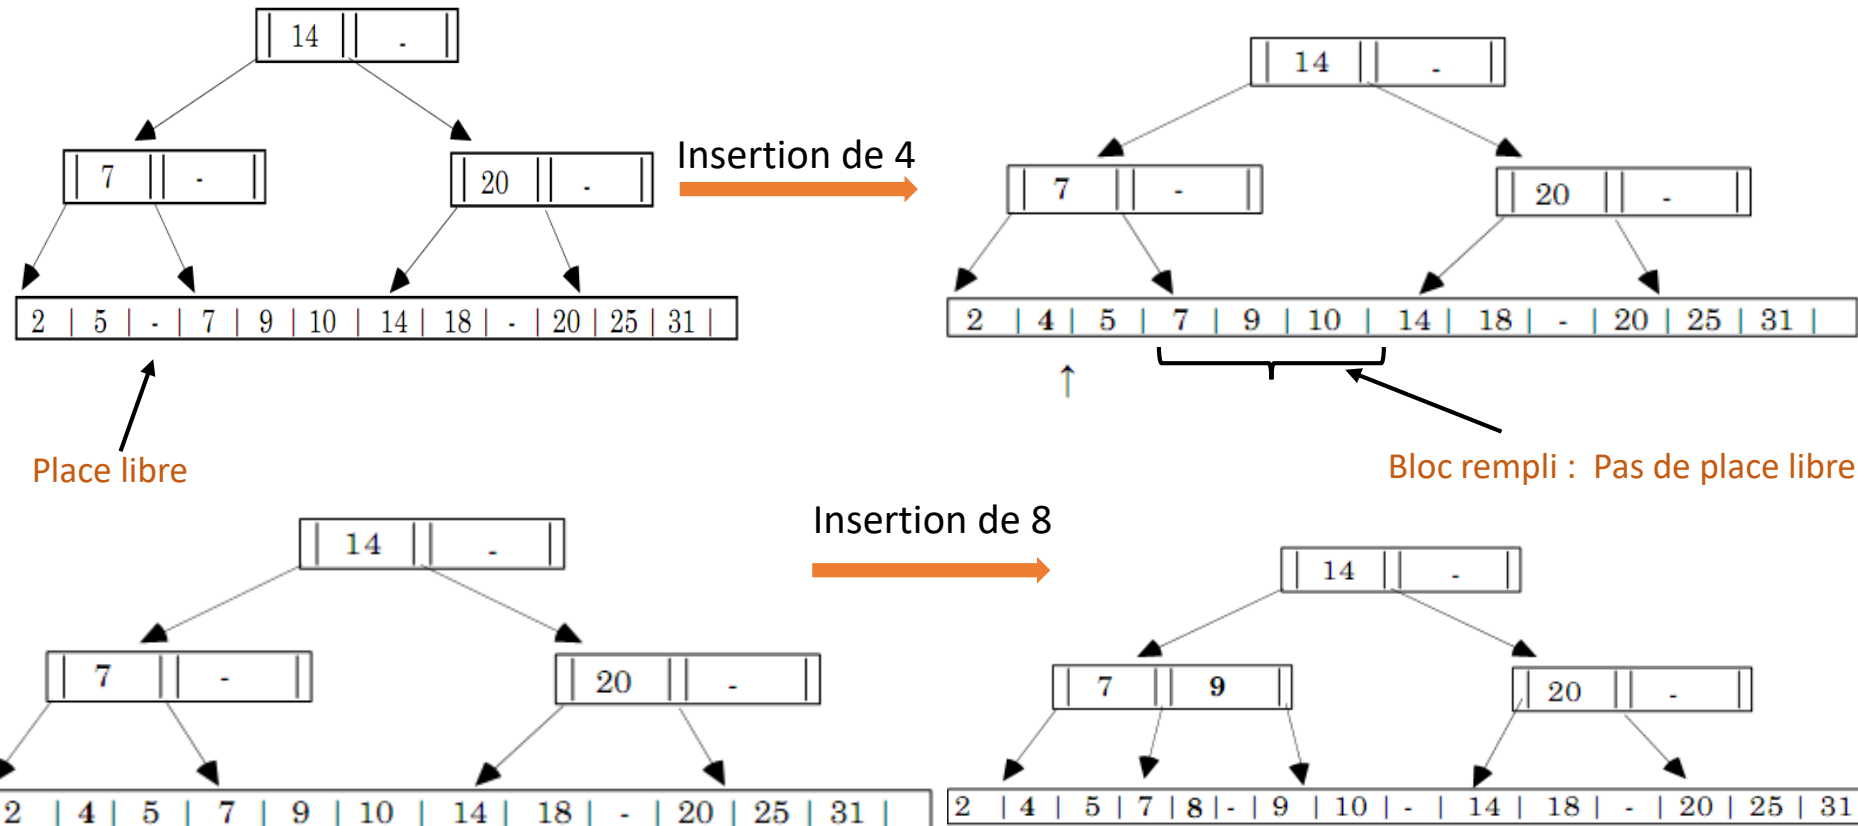 14 -
7 -
20 -
2 | 5 | - | 7 | 9 | 10 | 14 | 18 | - | 20 | 25 | 31 |
Place libre
Insertion de 4
14 -
7 -
20 -
2 | 4 | 5 | 7 | 9 | 10 | 14 | 18 | - | 20 | 25 | 31 |
↑
Bloc rempli : Pas de place libre
14 -
7 -
20 -
2 | 4 | 5 | 7 | 9 | 10 | 14 | 18 | - | 20 | 25 | 31 |
Insertion de 8
14 -
7 9
20 -
2 | 4 | 5 | 7 | 8 | - | 9 | 10 | - | 14 | 18 | - | 20 | 25 | 31